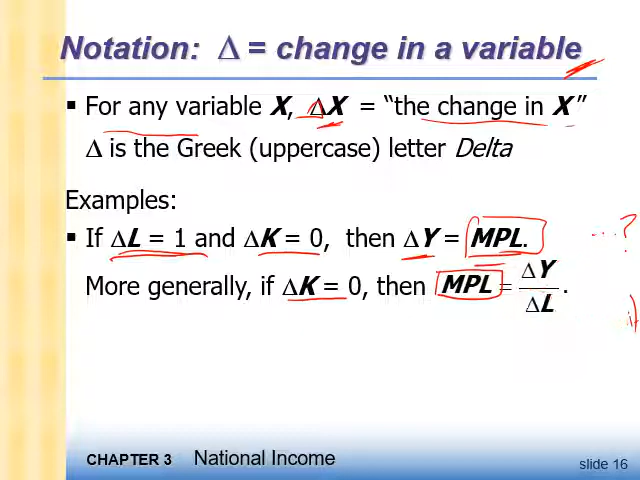 Notation: Δ = change in a variable
▪ For any variable X, ΔX = “the change in X ”
Δ is the Greek (uppercase) letter Delta
Examples:
▪ If ΔL = 1 and ΔK = 0, then ΔY = MPL.
More generally, if ΔK = 0, then MPL = ΔY / ΔL .
...?
CHAPTER 3 National Income
slide 16